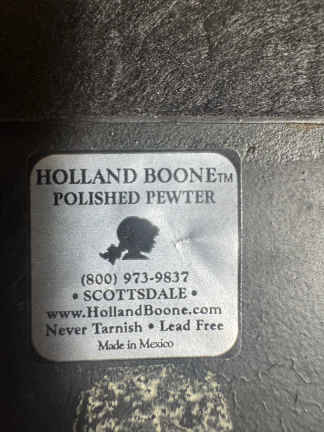 HOLLAND BOONE™
POLISHED PEWTER
(800) 973-9837
• SCOTTSDALE •
www.HollandBoone.com
Never Tarnish • Lead Free
Made in Mexico